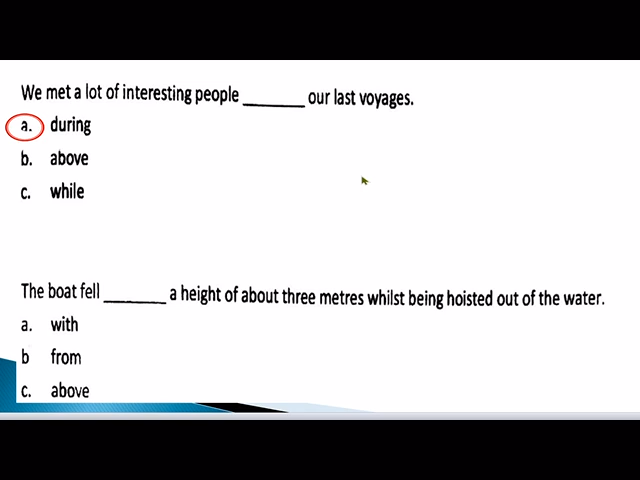 We met a lot of interesting people _______ our last voyages.
a. during
b. above
c. while
The boat fell _______ a height of about three metres whilst being hoisted out of the water.
a. with
b from
c. above